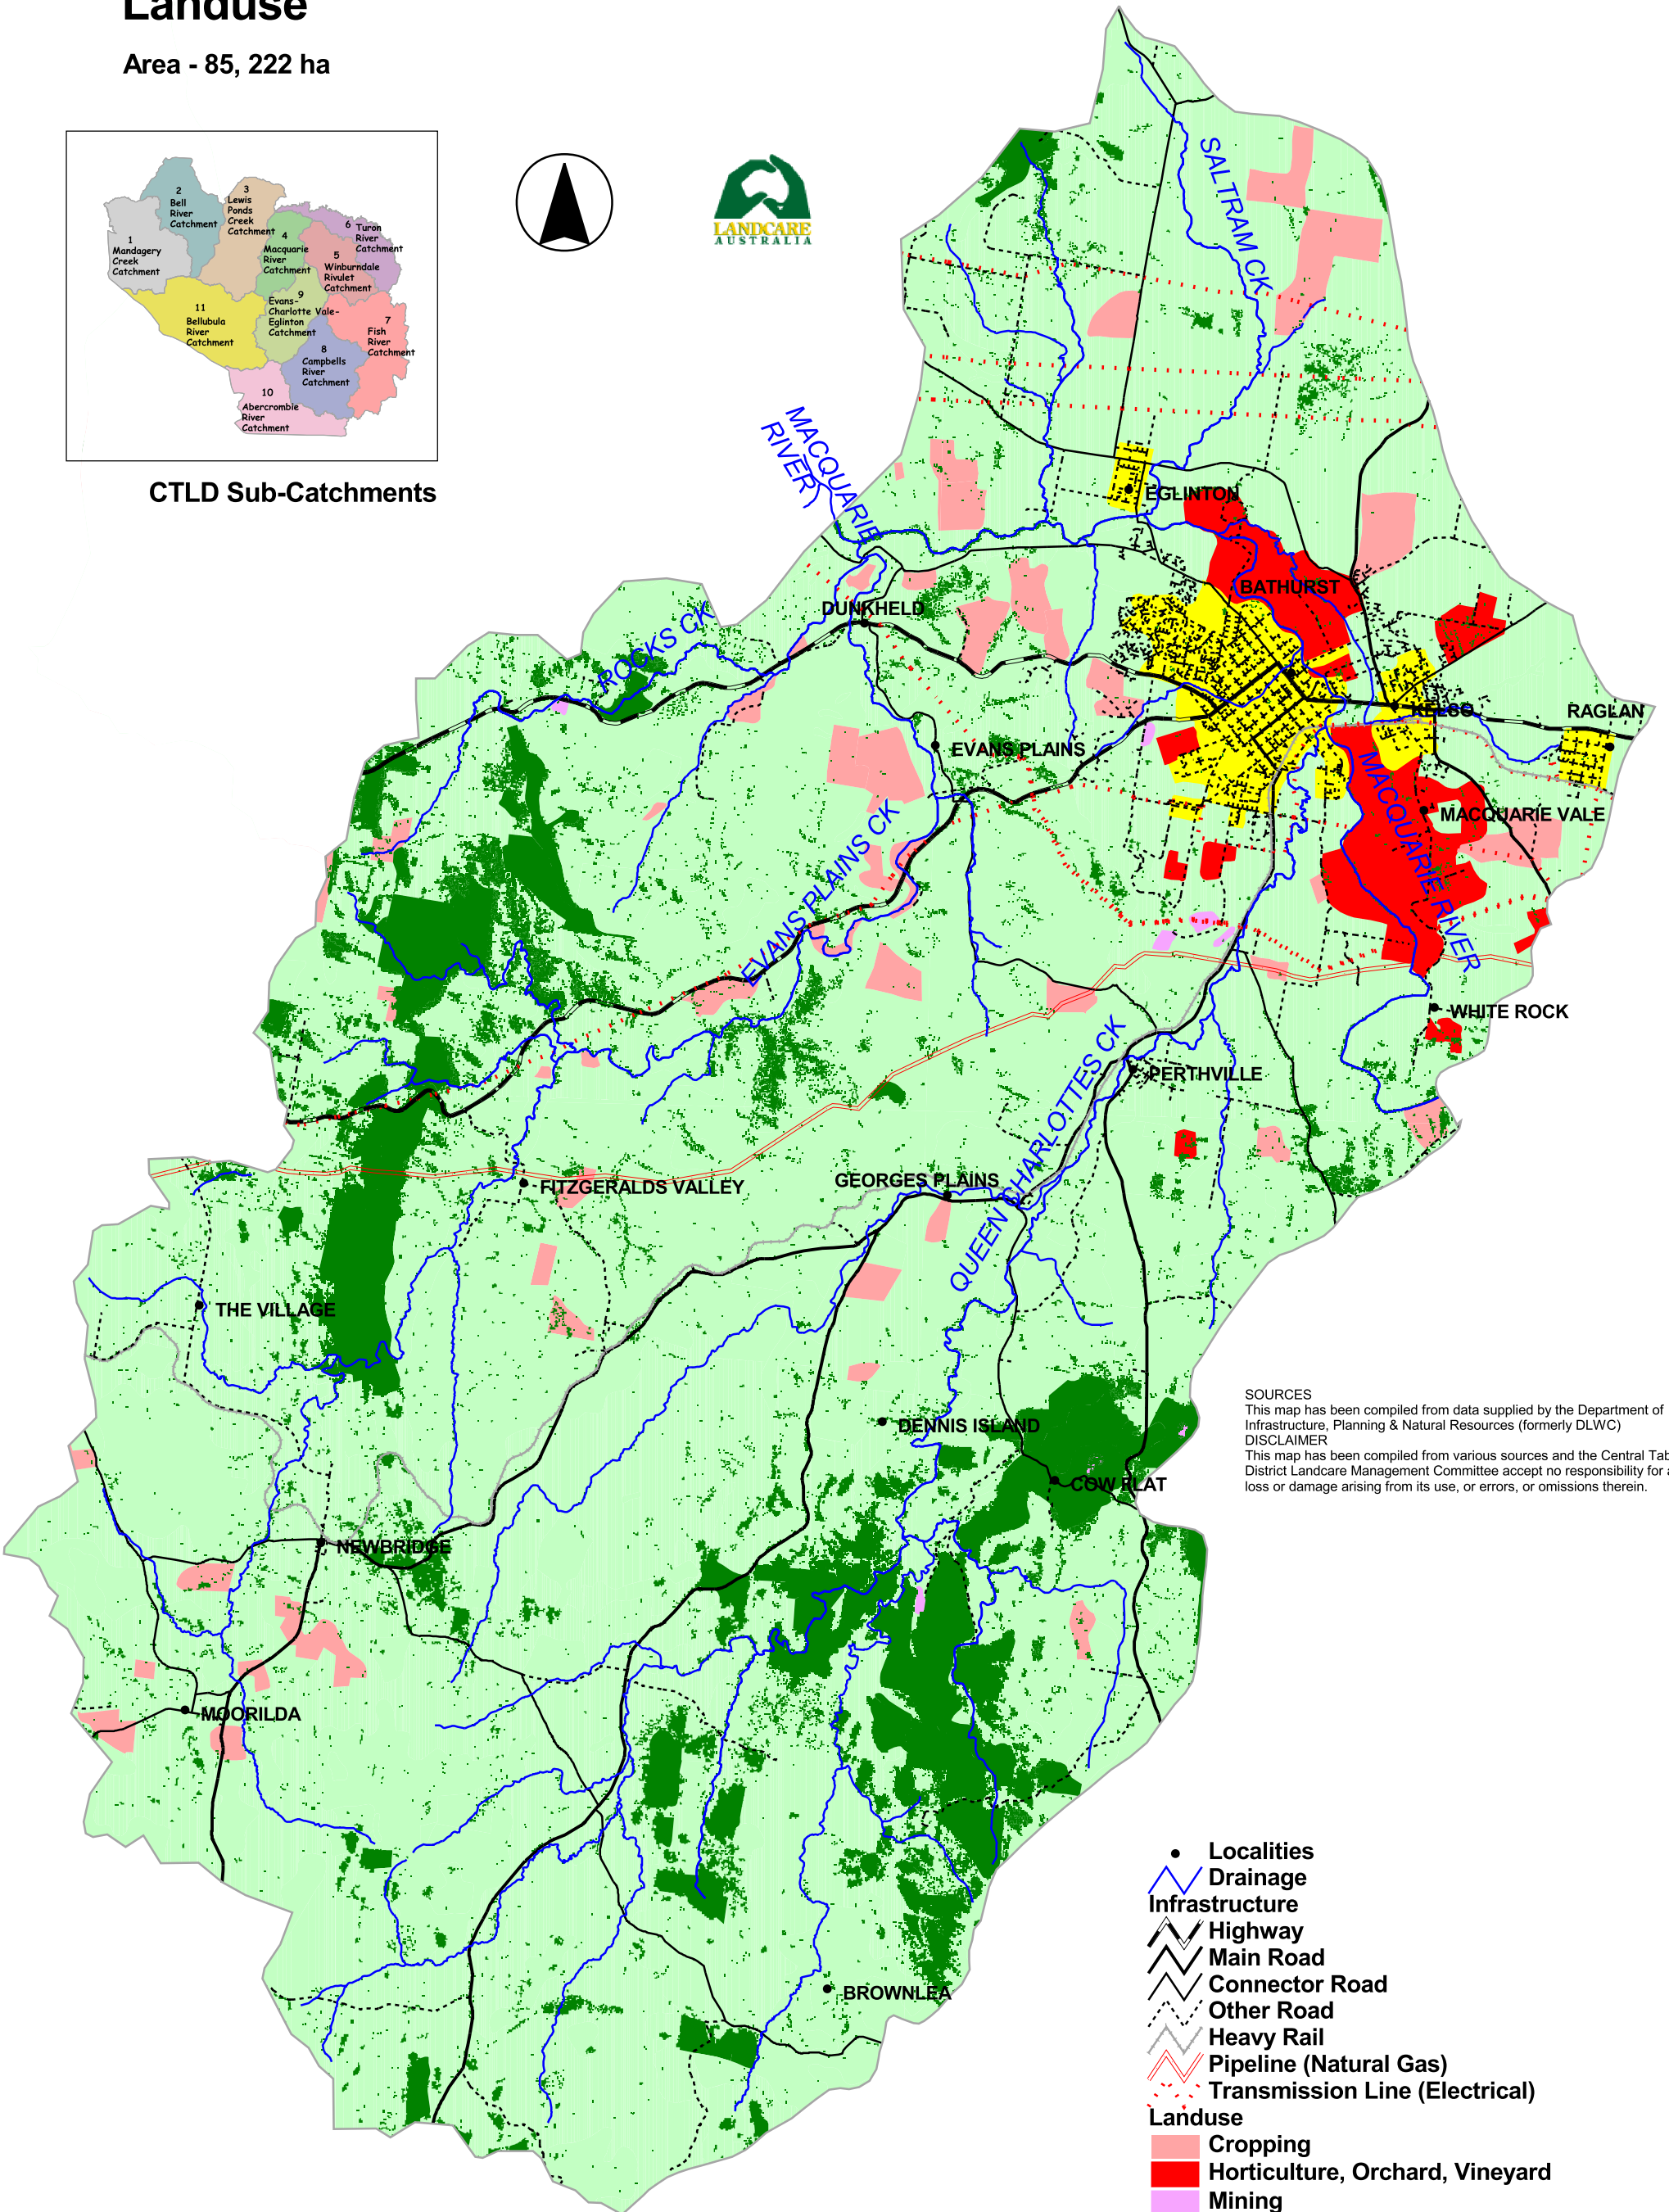 Landuse
Area - 85, 222 ha
1
Mandagery
Creek
Catchment
2
Bell
River
Catchment
3
Lewis
Ponds
Creek
Catchment
4
Macquarie
River
Catchment
5
Winburndale
Rivulet
Catchment
6 Turon
River
Catchment
7
Fish
River
Catchment
8
Campbells
River
Catchment
9
Evans-
Charlotte Vale-
Eglinton
Catchment
10
Abercrombie
River
Catchment
11
Bellubula
River
Catchment
CTLD Sub-Catchments
LANDCARE
AUSTRALIA
SALTRAM CK
MACQUARIE
RIVER
MACQUARIE
EGLINTON
BATHURST
DUNKHELD
ROCKS CK
KELSO
RAGLAN
EVANS PLAINS
MACQUARIE VALE
MACQUARIE RIVER
EVANS PLAINS CK
WHITE ROCK
PERTHVILLE
QUEEN CHARLOTTES CK
GEORGES PLAINS
FITZGERALDS VALLEY
THE VILLAGE
DENNIS ISLAND
COW FLAT
NEWBRIDGE
MOORILDA
BROWNLEA
SOURCES
This map has been compiled from data supplied by the Department of
Infrastructure, Planning & Natural Resources (formerly DLWC)
DISCLAIMER
This map has been compiled from various sources and the Central Tab
District Landcare Management Committee accept no responsibility for a
loss or damage arising from its use, or errors, or omissions therein.
Localities
Drainage
Infrastructure
Highway
Main Road
Connector Road
Other Road
Heavy Rail
Pipeline (Natural Gas)
Transmission Line (Electrical)
Landuse
Cropping
Horticulture, Orchard, Vineyard
Mining